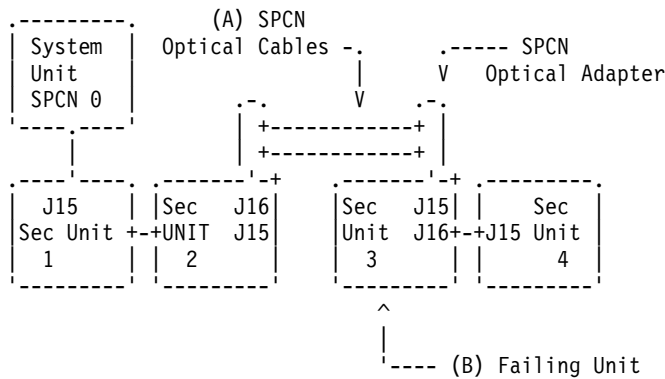 (A) SPCN
System Optical Cables -. .----- SPCN
Unit V Optical Adapter
SPCN 0 V
J15 Sec J16 Sec J15 Sec
Sec Unit +-+UNIT J15 Unit J16+-+J15 Unit
1 2 3 4
^
'---- (B) Failing Unit